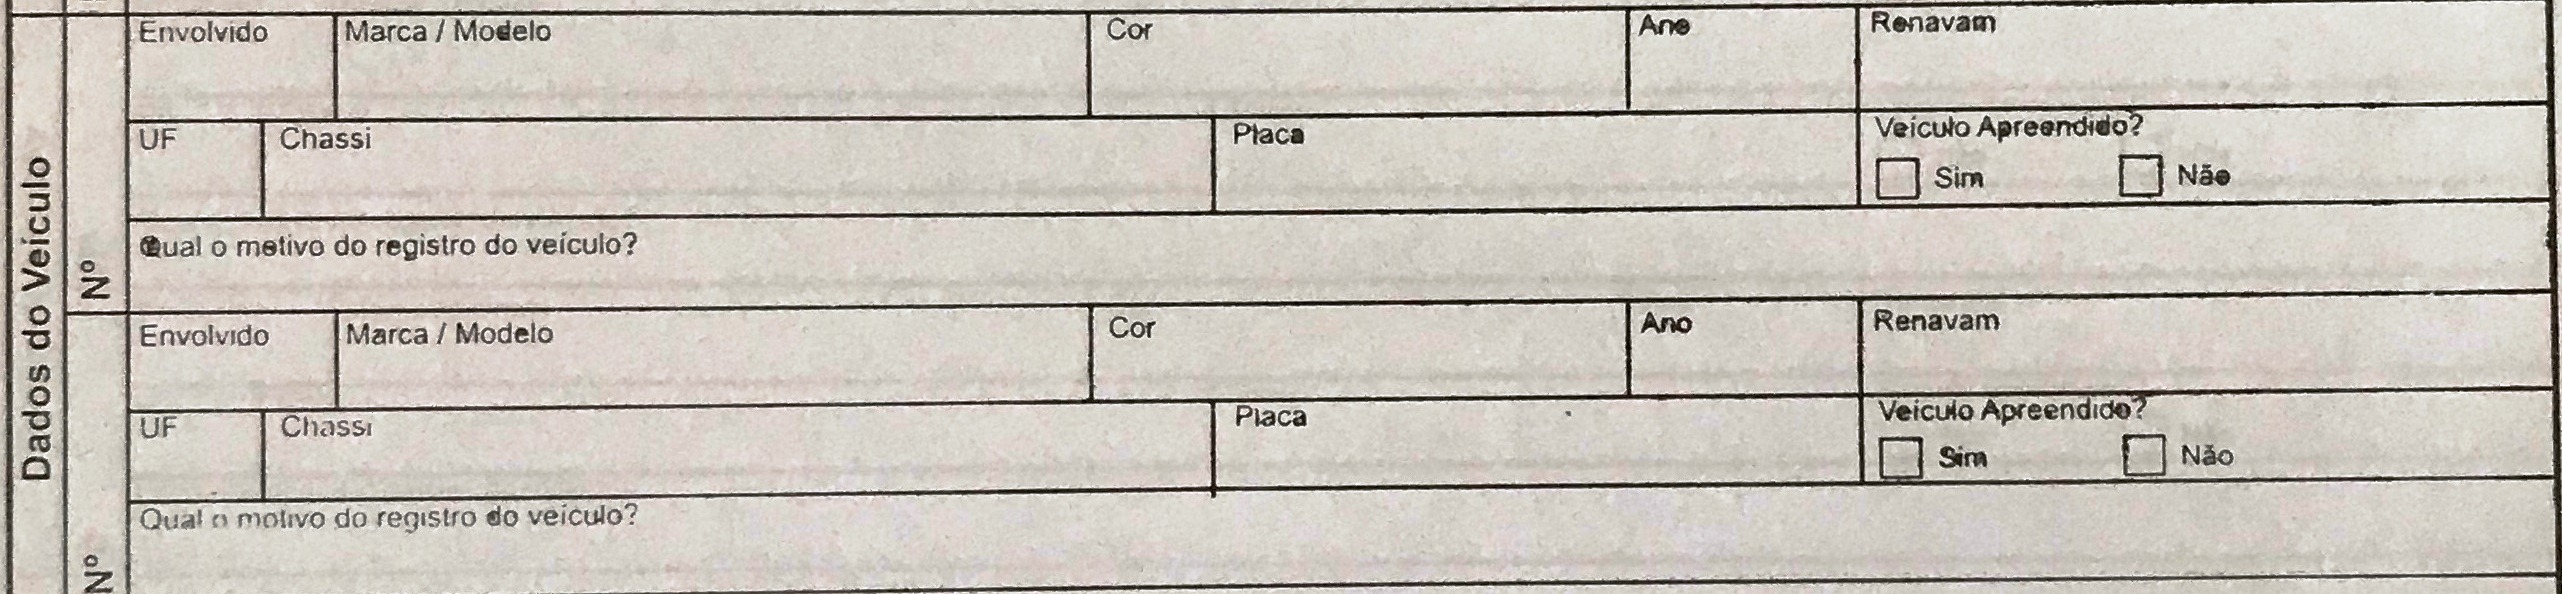 Dados do Veículo
Nº
Envolvido Marca / Modelo Cor Ano Renavam
UF Chassi Placa Veículo Apreendido?
Sim Não
Qual o motivo do registro do veículo?
Nº
Envolvido Marca / Modelo Cor Ano Renavam
UF Chassi Placa Veículo Apreendido?
Sim Não
Qual o motivo do registro do veículo?